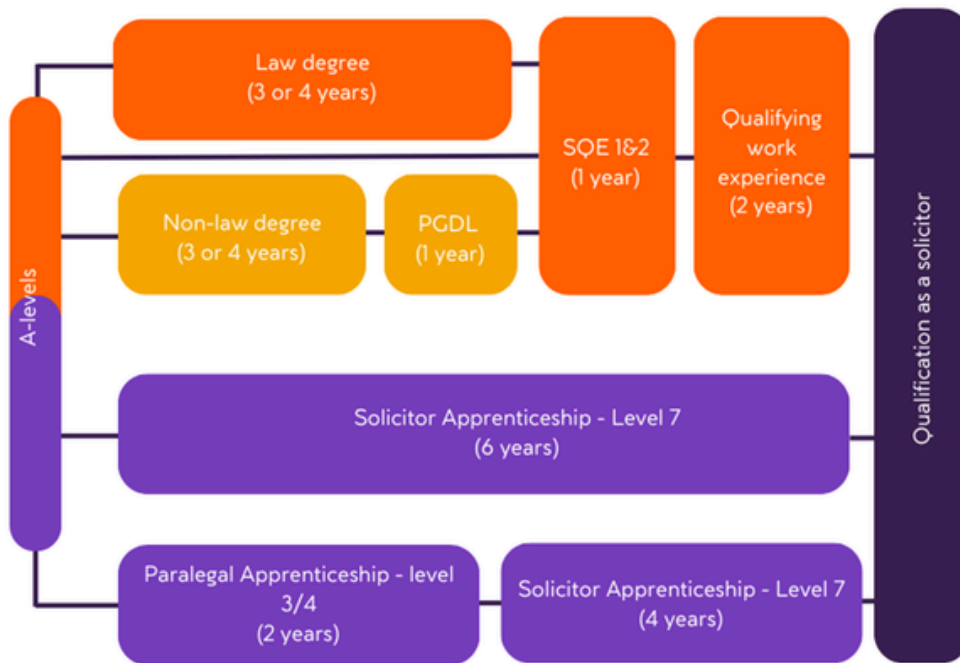 A-levels
Law degree
(3 or 4 years)
Non-law degree
(3 or 4 years)
PGDL
(1 year)
SQE 1&2
(1 year)
Qualifying
work
experience
(2 years)
Solicitor Apprenticeship - Level 7
(6 years)
Paralegal Apprenticeship - level
3/4
(2 years)
Solicitor Apprenticeship - Level 7
(4 years)
Qualification as a solicitor